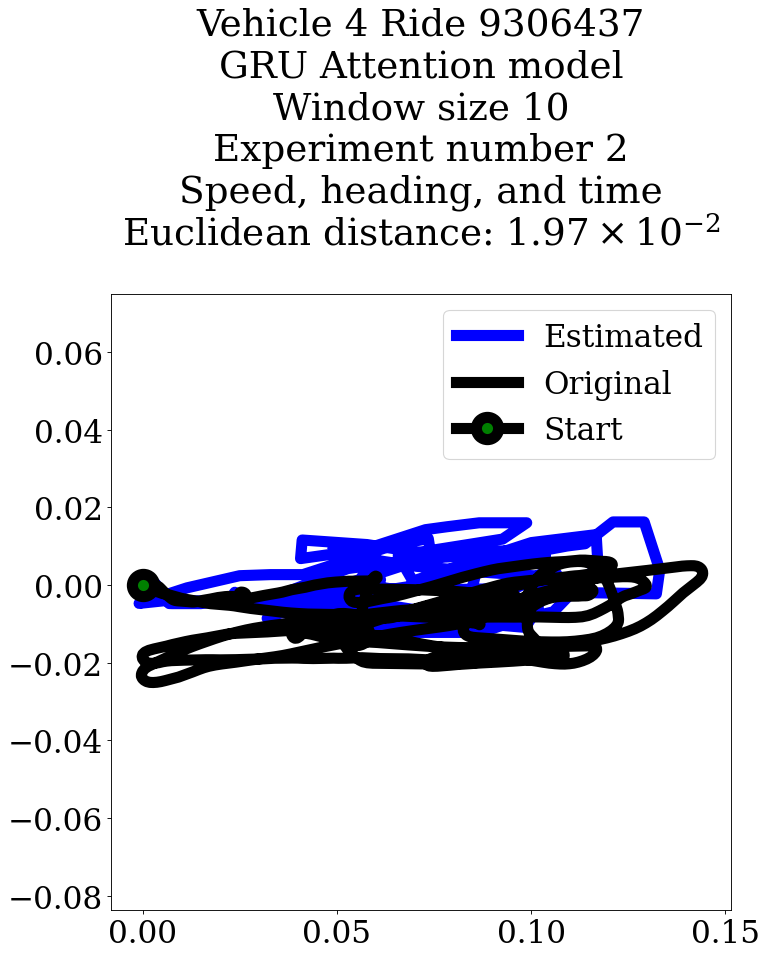 Vehicle 4 Ride 9306437
GRU Attention model
Window size 10
Experiment number 2
Speed, heading, and time
Euclidean distance: 1.97 × 10⁻²
Estimated
Original
Start
0.06
0.04
0.02
0.00
−0.02
−0.04
−0.06
−0.08
0.00 0.05 0.10 0.15